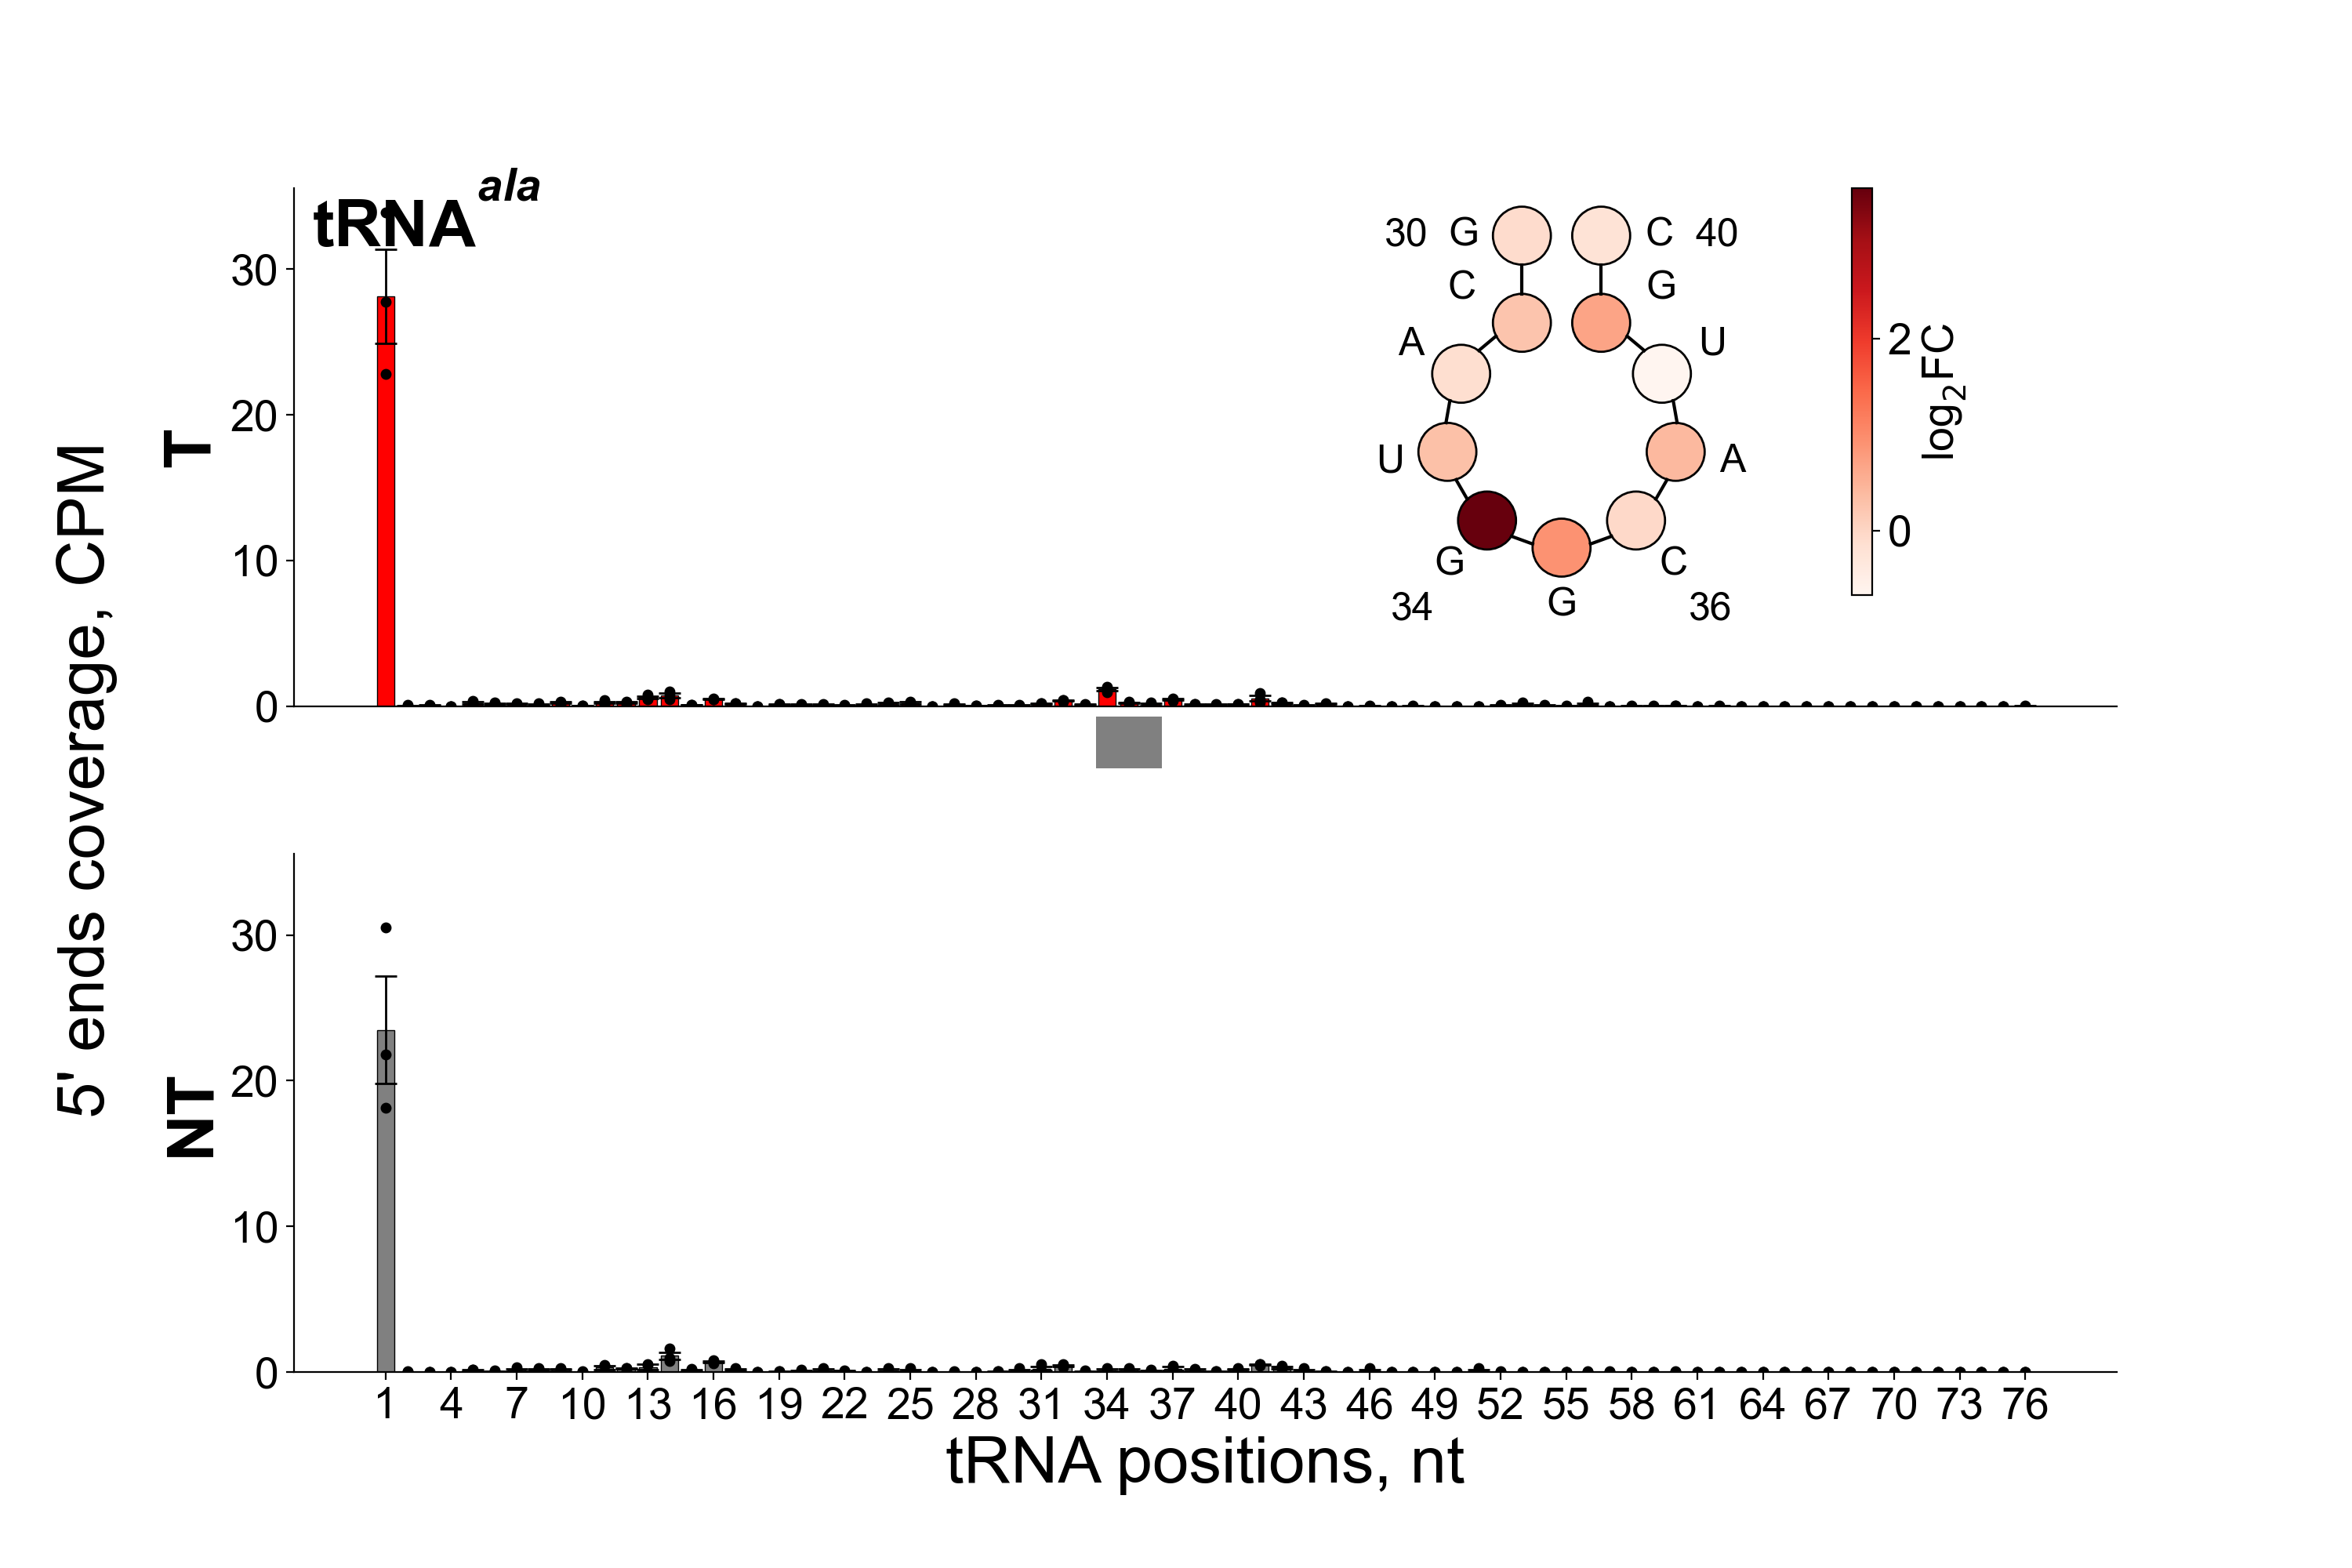 tRNA^ala
5' ends coverage, CPM
T
30
20
10
0
30 G C 40
C G
A U
U A
G C
34 G 36
2
0
log₂FC
NT
30
20
10
0
1 4 7 10 13 16 19 22 25 28 31 34 37 40 43 46 49 52 55 58 61 64 67 70 73 76
tRNA positions, nt